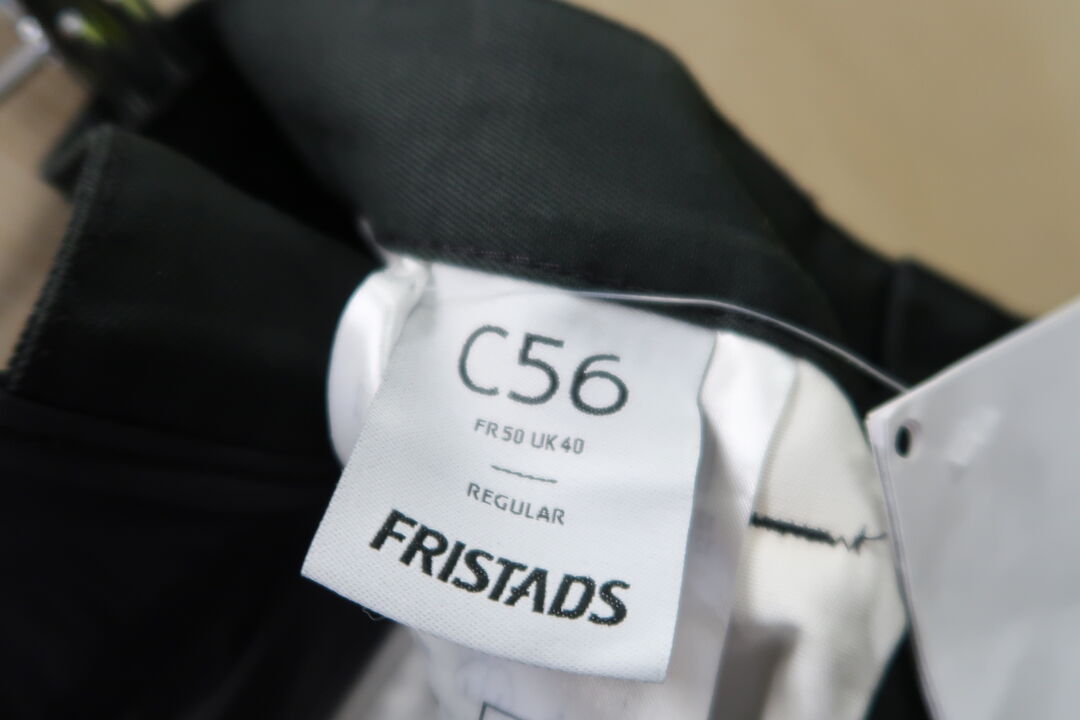 C56
FR 50 UK 40
REGULAR
FRISTADS